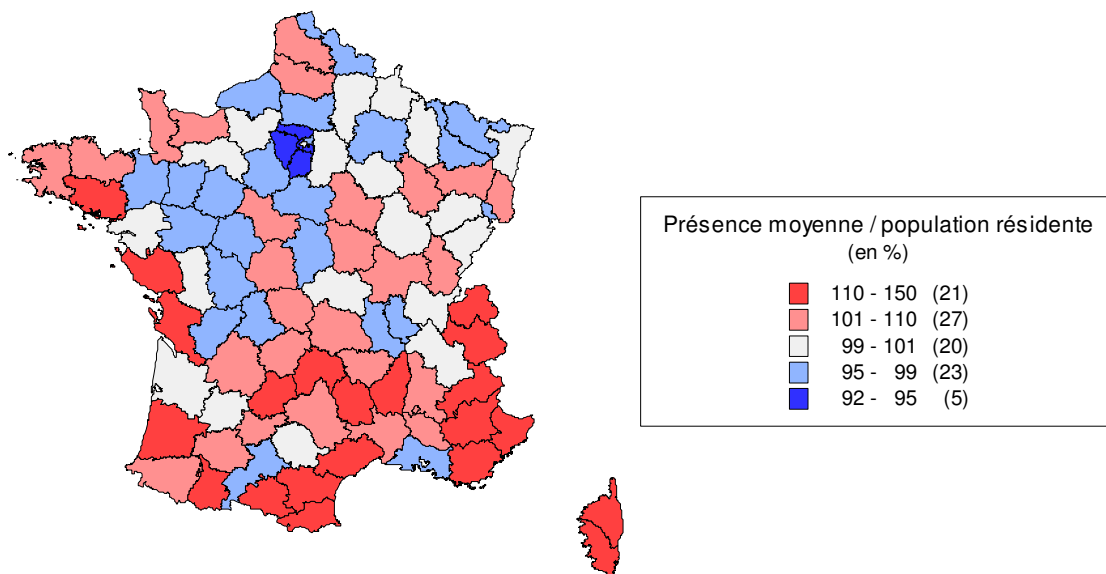 Présence moyenne / population résidente
(en %)
110 - 150 (21)
101 - 110 (27)
99 - 101 (20)
95 - 99 (23)
92 - 95 (5)